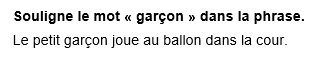 Souligne le mot « garçon » dans la phrase.
Le petit garçon joue au ballon dans la cour.